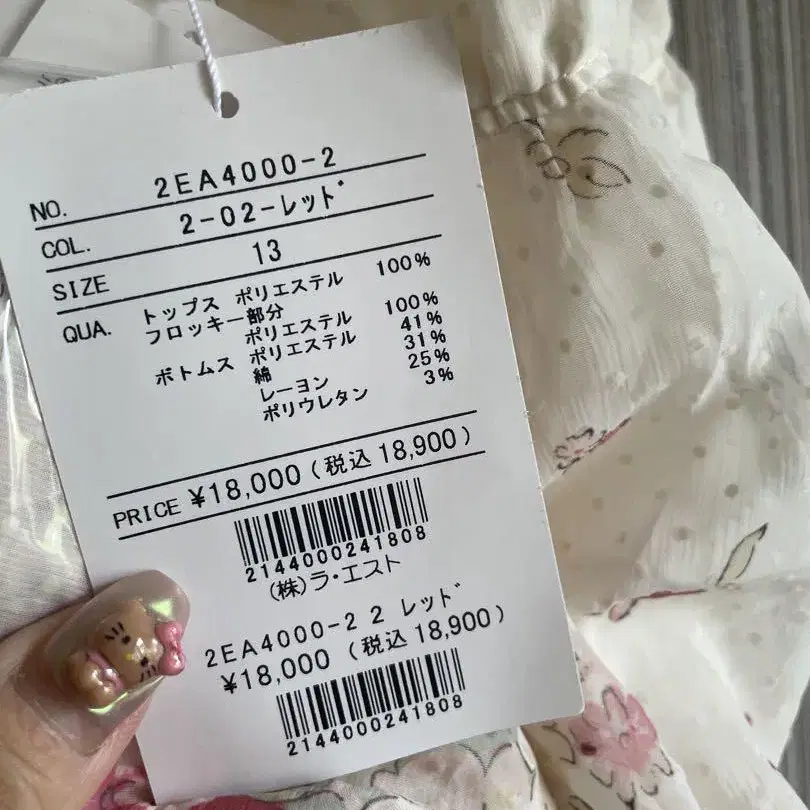 NO. 2EA4000-2
COL. 2-02-レッド
SIZE 13
QUA. トップス ポリエステル 100%
フロッキー部分
ポリエステル 100%
ボトムス ポリエステル 41%
綿 31%
レーヨン 25%
ポリウレタン 3%
PRICE ¥18,000 (税込 18,900)
2144000241808
(株)ラ・エスト
2EA4000-2 2 レッド
¥18,000 (税込 18,900)
2144000241808